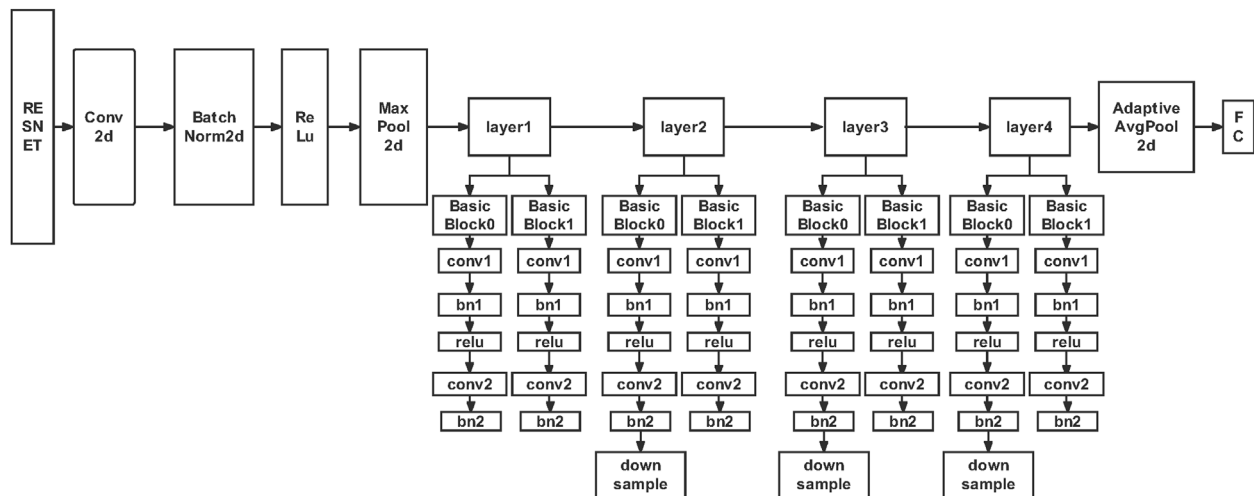 RE
SN
ET
Conv
2d
Batch
Norm2d
Re
Lu
Max
Pool
2d
layer1
layer2
layer3
layer4
Adaptive
AvgPool
2d
F
C
Basic
Block0
Basic
Block1
Basic
Block0
Basic
Block1
Basic
Block0
Basic
Block1
Basic
Block0
Basic
Block1
conv1
conv1
conv1
conv1
conv1
conv1
conv1
conv1
bn1
bn1
bn1
bn1
bn1
bn1
bn1
bn1
relu
relu
relu
relu
relu
relu
relu
relu
conv2
conv2
conv2
conv2
conv2
conv2
conv2
conv2
bn2
bn2
bn2
bn2
bn2
bn2
bn2
bn2
down
sample
down
sample
down
sample